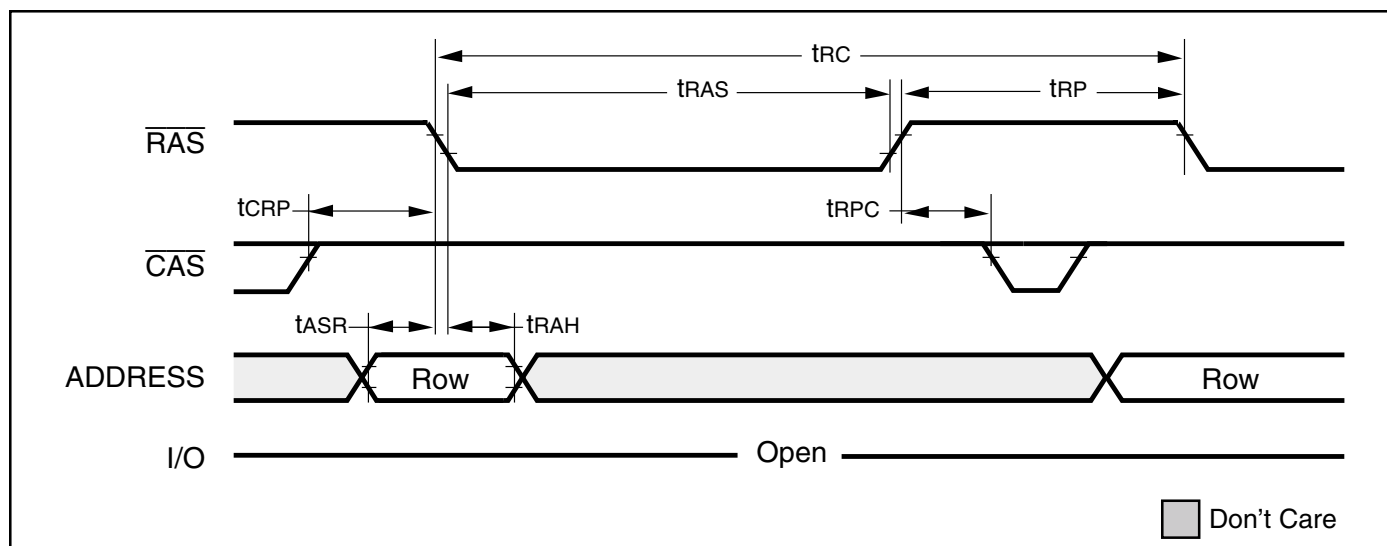 tRC
tRAS
tRP
RAS
tCRP
tRPC
CAS
tASR
tRAH
ADDRESS
Row
Row
I/O
Open
Don't Care